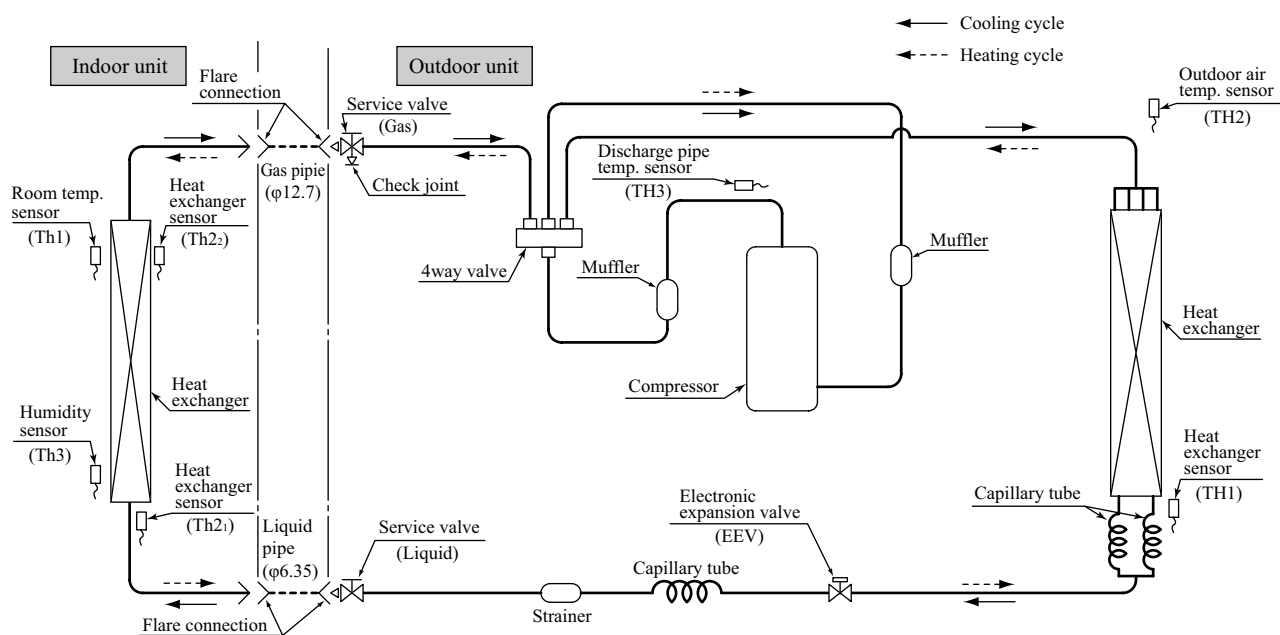 Cooling cycle
Heating cycle
Indoor unit
Outdoor unit
Flare
connection
Service valve
(Gas)
Outdoor air
temp. sensor
(TH2)
Gas pipie
(φ12.7)
Check joint
Discharge pipe
temp. sensor
(TH3)
Room temp.
sensor
(Th1)
Heat
exchanger
sensor
(Th2₂)
4way valve
Muffler
Muffler
Heat
exchanger
Compressor
Heat
exchanger
Humidity
sensor
(Th3)
Heat
exchanger
sensor
(Th2₁)
Liquid
pipe
(φ6.35)
Service valve
(Liquid)
Electronic
expansion valve
(EEV)
Capillary tube
Heat
exchanger
sensor
(TH1)
Capillary tube
Strainer
Flare connection